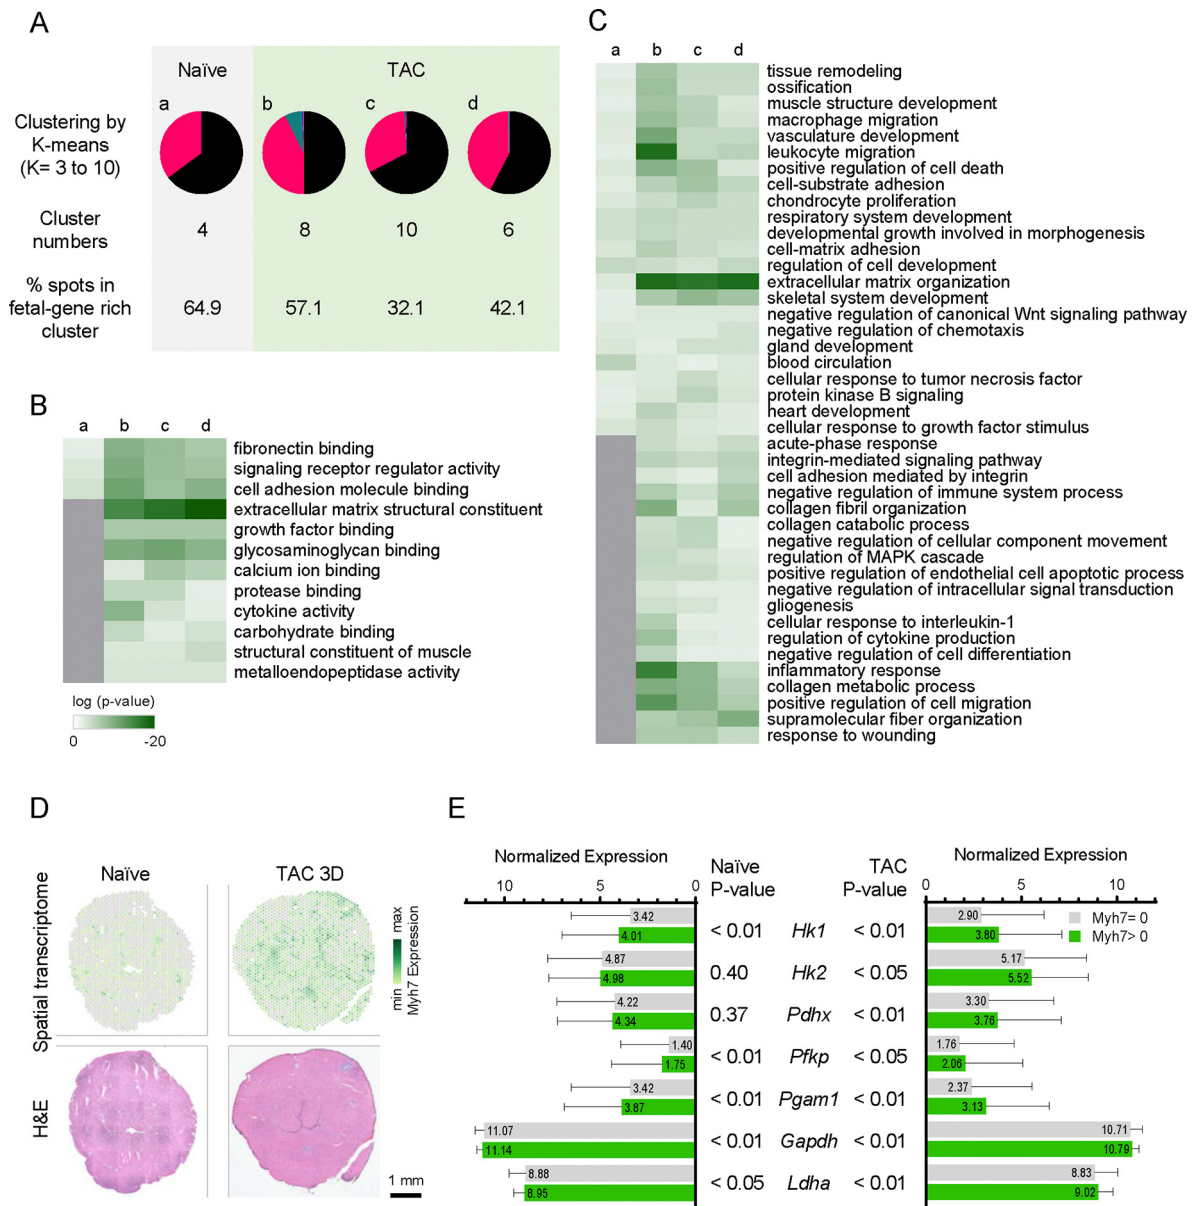 A
Naïve
TAC
a
b
c
d
Clustering by
K-means
(K= 3 to 10)
Cluster
numbers
4
8
10
6
% spots in
fetal-gene rich
cluster
64.9
57.1
32.1
42.1
B
a
b
c
d
fibronectin binding
signaling receptor regulator activity
cell adhesion molecule binding
extracellular matrix structural constituent
growth factor binding
glycosaminoglycan binding
calcium ion binding
protease binding
cytokine activity
carbohydrate binding
structural constituent of muscle
metalloendopeptidase activity
log (p-value)
0
-20
C
a
b
c
d
tissue remodeling
ossification
muscle structure development
macrophage migration
vasculature development
leukocyte migration
positive regulation of cell death
cell-substrate adhesion
chondrocyte proliferation
respiratory system development
developmental growth involved in morphogenesis
cell-matrix adhesion
regulation of cell development
extracellular matrix organization
skeletal system development
negative regulation of canonical Wnt signaling pathway
negative regulation of chemotaxis
gland development
blood circulation
cellular response to tumor necrosis factor
protein kinase B signaling
heart development
cellular response to growth factor stimulus
acute-phase response
integrin-mediated signaling pathway
cell adhesion mediated by integrin
negative regulation of immune system process
collagen fibril organization
collagen catabolic process
negative regulation of cellular component movement
regulation of MAPK cascade
positive regulation of endothelial cell apoptotic process
negative regulation of intracellular signal transduction
gliogenesis
cellular response to interleukin-1
regulation of cytokine production
negative regulation of cell differentiation
inflammatory response
collagen metabolic process
positive regulation of cell migration
supramolecular fiber organization
response to wounding
D
Naïve
TAC 3D
Spatial transcriptome
H&E
min
max
Myh7 Expression
1 mm
E
Normalized Expression
Naïve
P-value
TAC
P-value
Normalized Expression
10
5
0
0
5
10
Myh7= 0
Myh7> 0
3.42
4.01
< 0.01
Hk1
< 0.01
2.90
3.80
4.87
4.98
0.40
Hk2
< 0.05
5.17
5.52
4.22
4.34
0.37
Pdhx
< 0.01
3.30
3.76
1.40
1.75
< 0.01
Pfkp
< 0.05
1.76
2.06
3.42
3.87
< 0.01
Pgam1
< 0.01
2.37
3.13
11.07
11.14
< 0.01
Gapdh
< 0.01
10.71
10.79
8.88
8.95
< 0.05
Ldha
< 0.01
8.83
9.02